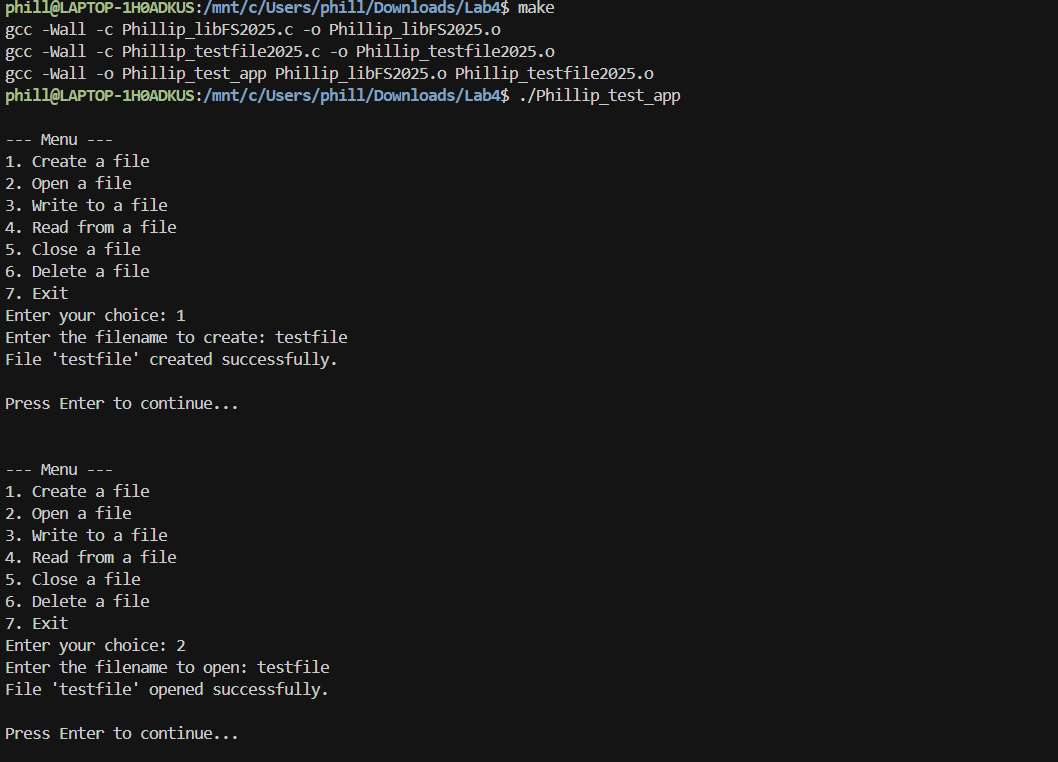 phill@LAPTOP-1H0ADKUS:/mnt/c/Users/phill/Downloads/Lab4$ make
gcc -Wall -c Phillip_libFS2025.c -o Phillip_libFS2025.o
gcc -Wall -c Phillip_testfile2025.c -o Phillip_testfile2025.o
gcc -Wall -o Phillip_test_app Phillip_libFS2025.o Phillip_testfile2025.o
phill@LAPTOP-1H0ADKUS:/mnt/c/Users/phill/Downloads/Lab4$ ./Phillip_test_app
--- Menu ---
1. Create a file
2. Open a file
3. Write to a file
4. Read from a file
5. Close a file
6. Delete a file
7. Exit
Enter your choice: 1
Enter the filename to create: testfile
File 'testfile' created successfully.
Press Enter to continue...
--- Menu ---
1. Create a file
2. Open a file
3. Write to a file
4. Read from a file
5. Close a file
6. Delete a file
7. Exit
Enter your choice: 2
Enter the filename to open: testfile
File 'testfile' opened successfully.
Press Enter to continue...